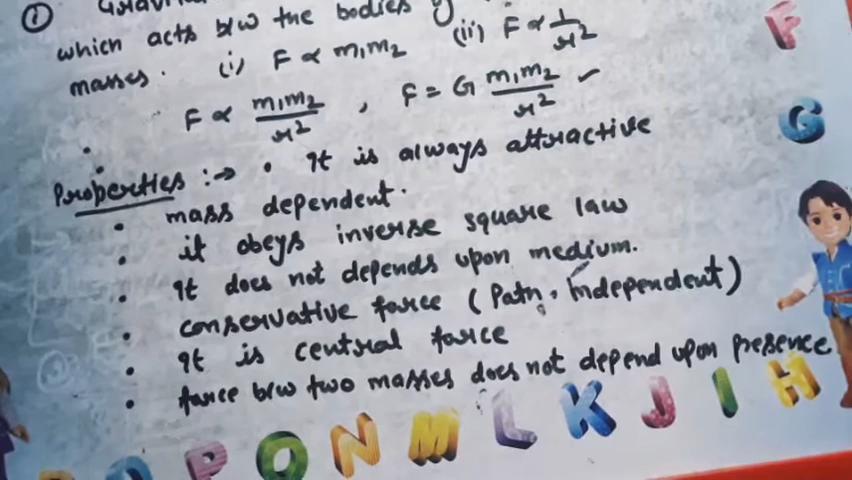 ①
which acts b/w the bodies
masses. (i) F ∝ m₁m₂ (ii) F ∝ 1/r²
F ∝ m₁m₂/r² , F = G m₁m₂/r² ✓
Properties :→ • It is always attractive
• mass dependent.
• it obeys inverse square law
• It does not depends upon medium.
• conservative force (Path, independent)
• It is central force
• force b/w two masses does not depend upon presence
F
G
P O N M L K J I H